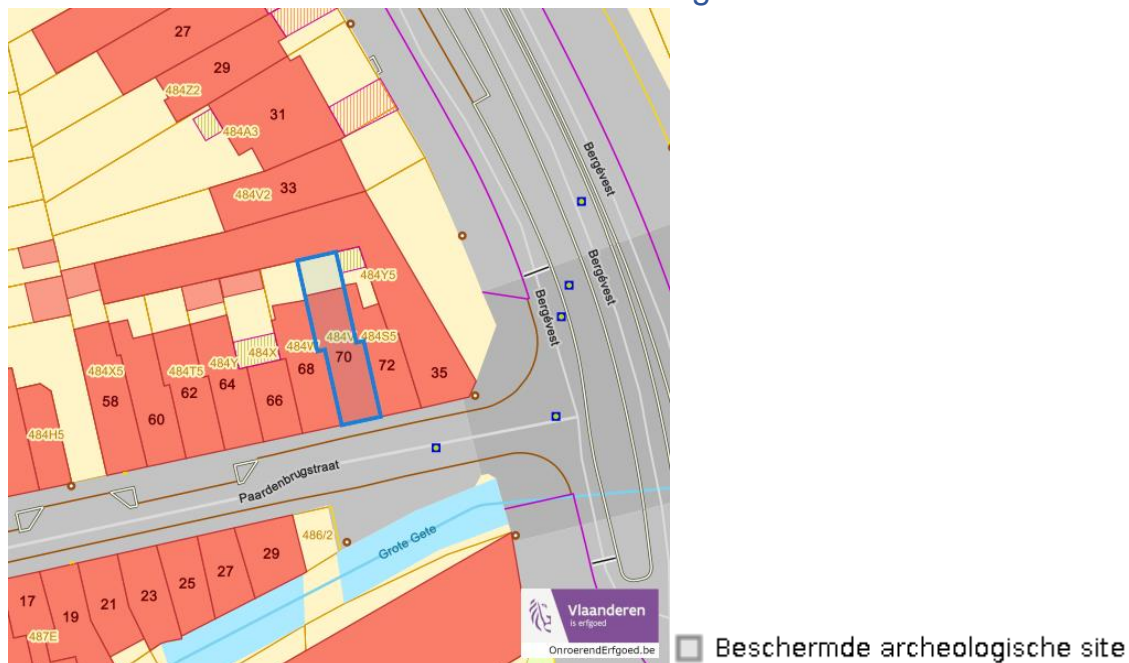 g
27
29
484Z2
31
484A3
33
484V2
Bergévest
Bergévest
Bergévest
484Y5
484S5
484V
484W
484X
484Y
484T5
484X5
484H5
58
60
62
64
66
68
70
72
35
Paardenbrugstraat
Grote Gete
486/2
29
27
25
23
21
19
17
487E
Vlaanderen
is erfgoed
OnroerendErfgoed.be
Beschermde archeologische site